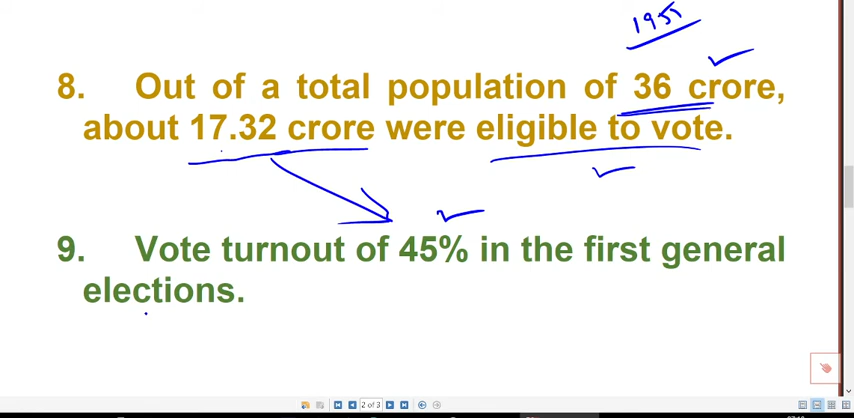 1955
8. Out of a total population of 36 crore,
about 17.32 crore were eligible to vote.
9. Vote turnout of 45% in the first general
elections.
2 of 3